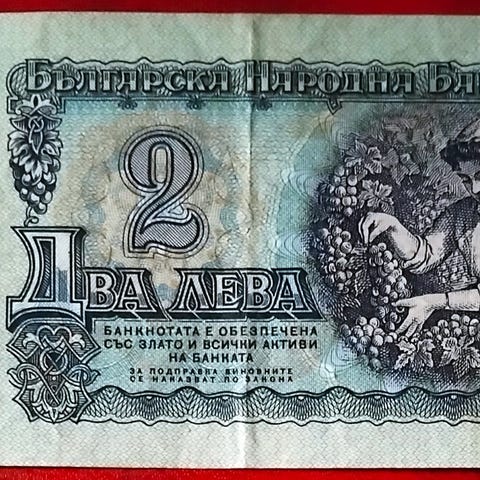 Българска Народна Ба
2
Два лева
БАНКНОТАТА Е ОБЕЗПЕЧЕНА
СЪС ЗЛАТО И ВСИЧКИ АКТИВИ
НА БАНКАТА
ЗА ПОДПРАВКА ВИНОВНИТЕ
СЕ НАКАЗВАТ ПО ЗАКОНА